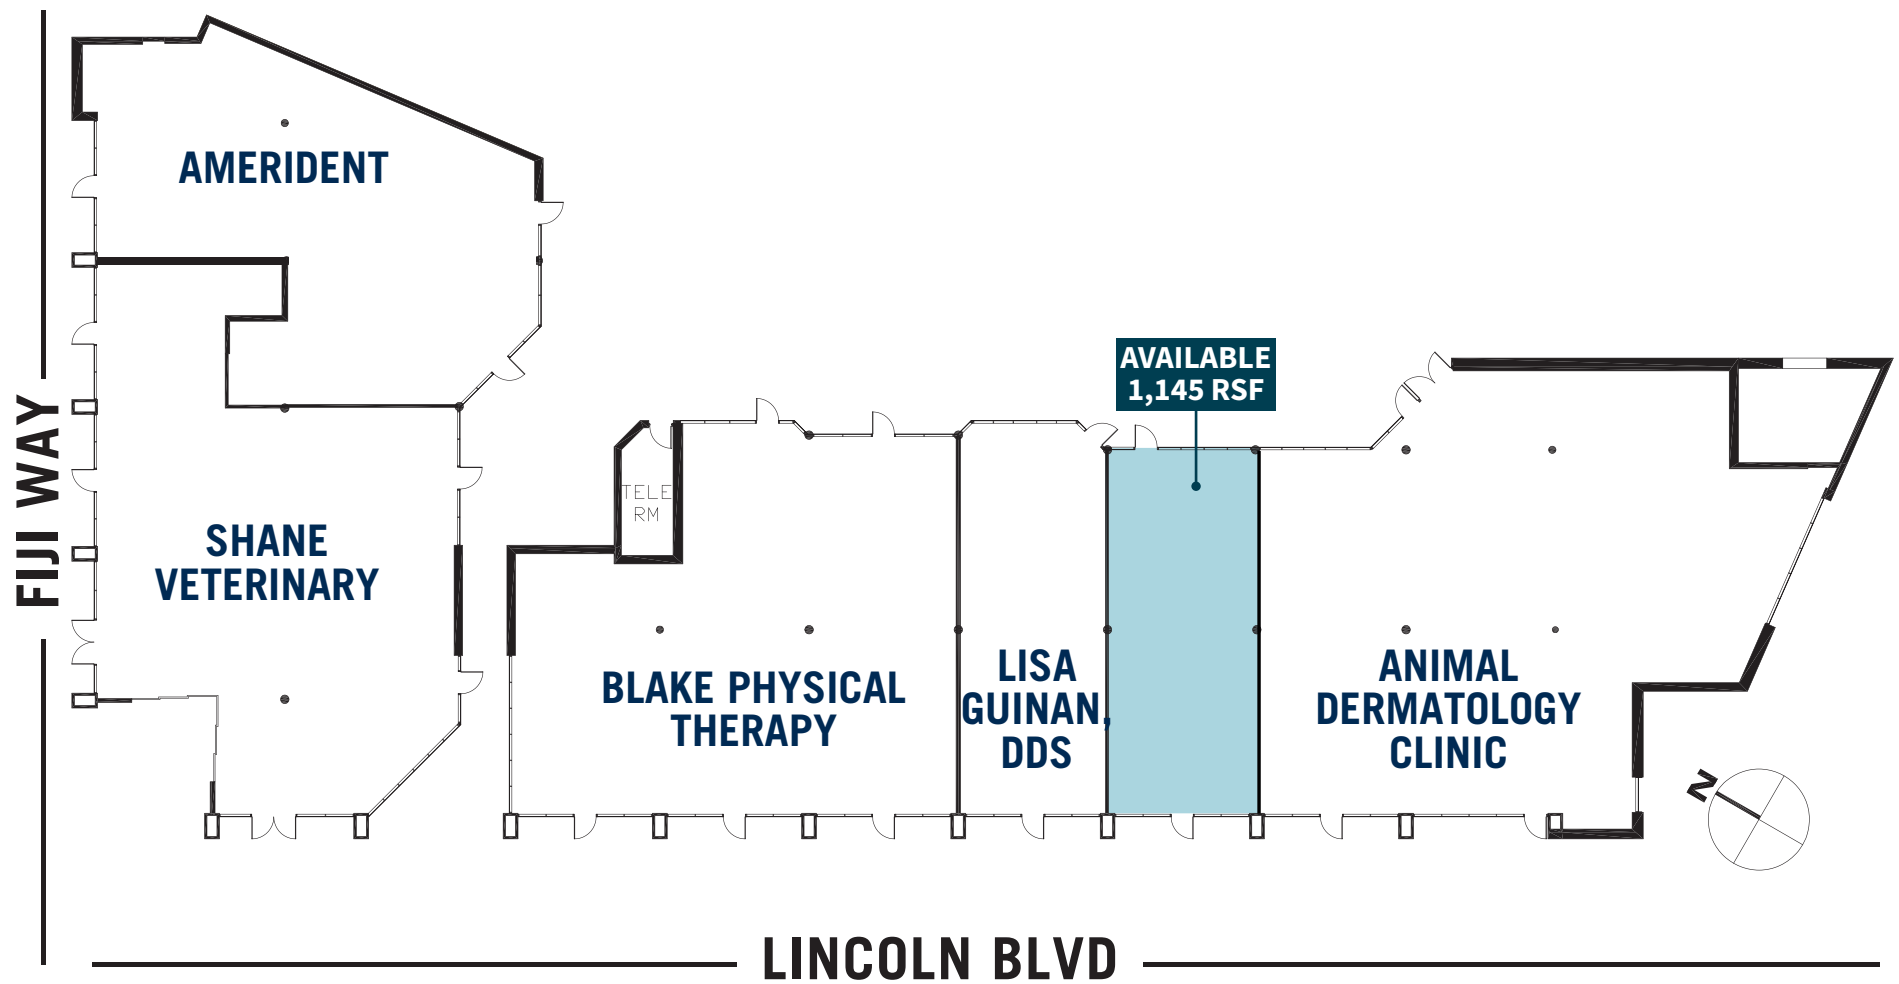 AMERIDENT
AVAILABLE
1,145 RSF
FIJI WAY
TELE
RM
SHANE
VETERINARY
BLAKE PHYSICAL
THERAPY
LISA
GUINAN,
DDS
ANIMAL
DERMATOLOGY
CLINIC
N
LINCOLN BLVD